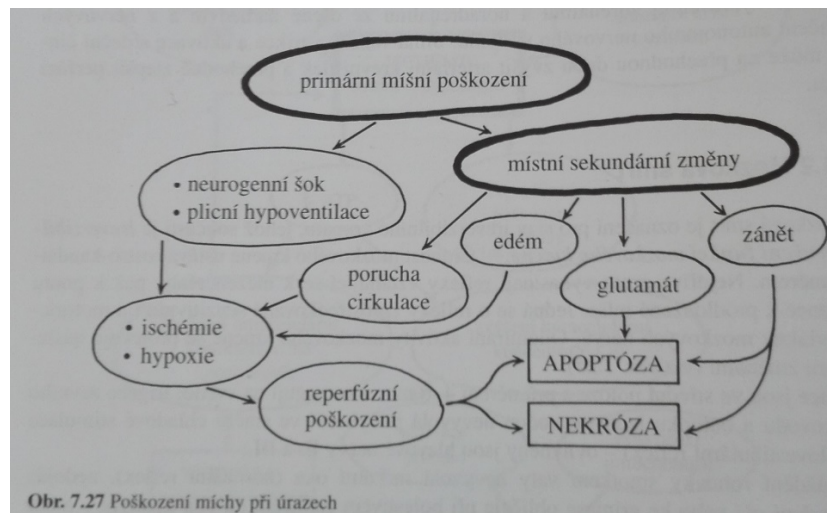 primární míšní poškození
místní sekundární změny
• neurogenní šok
• plicní hypoventilace
edém
zánět
porucha
cirkulace
glutamát
• ischémie
• hypoxie
APOPTÓZA
reperfúzní
poškození
NEKRÓZA
Obr. 7.27 Poškození míchy při úrazech